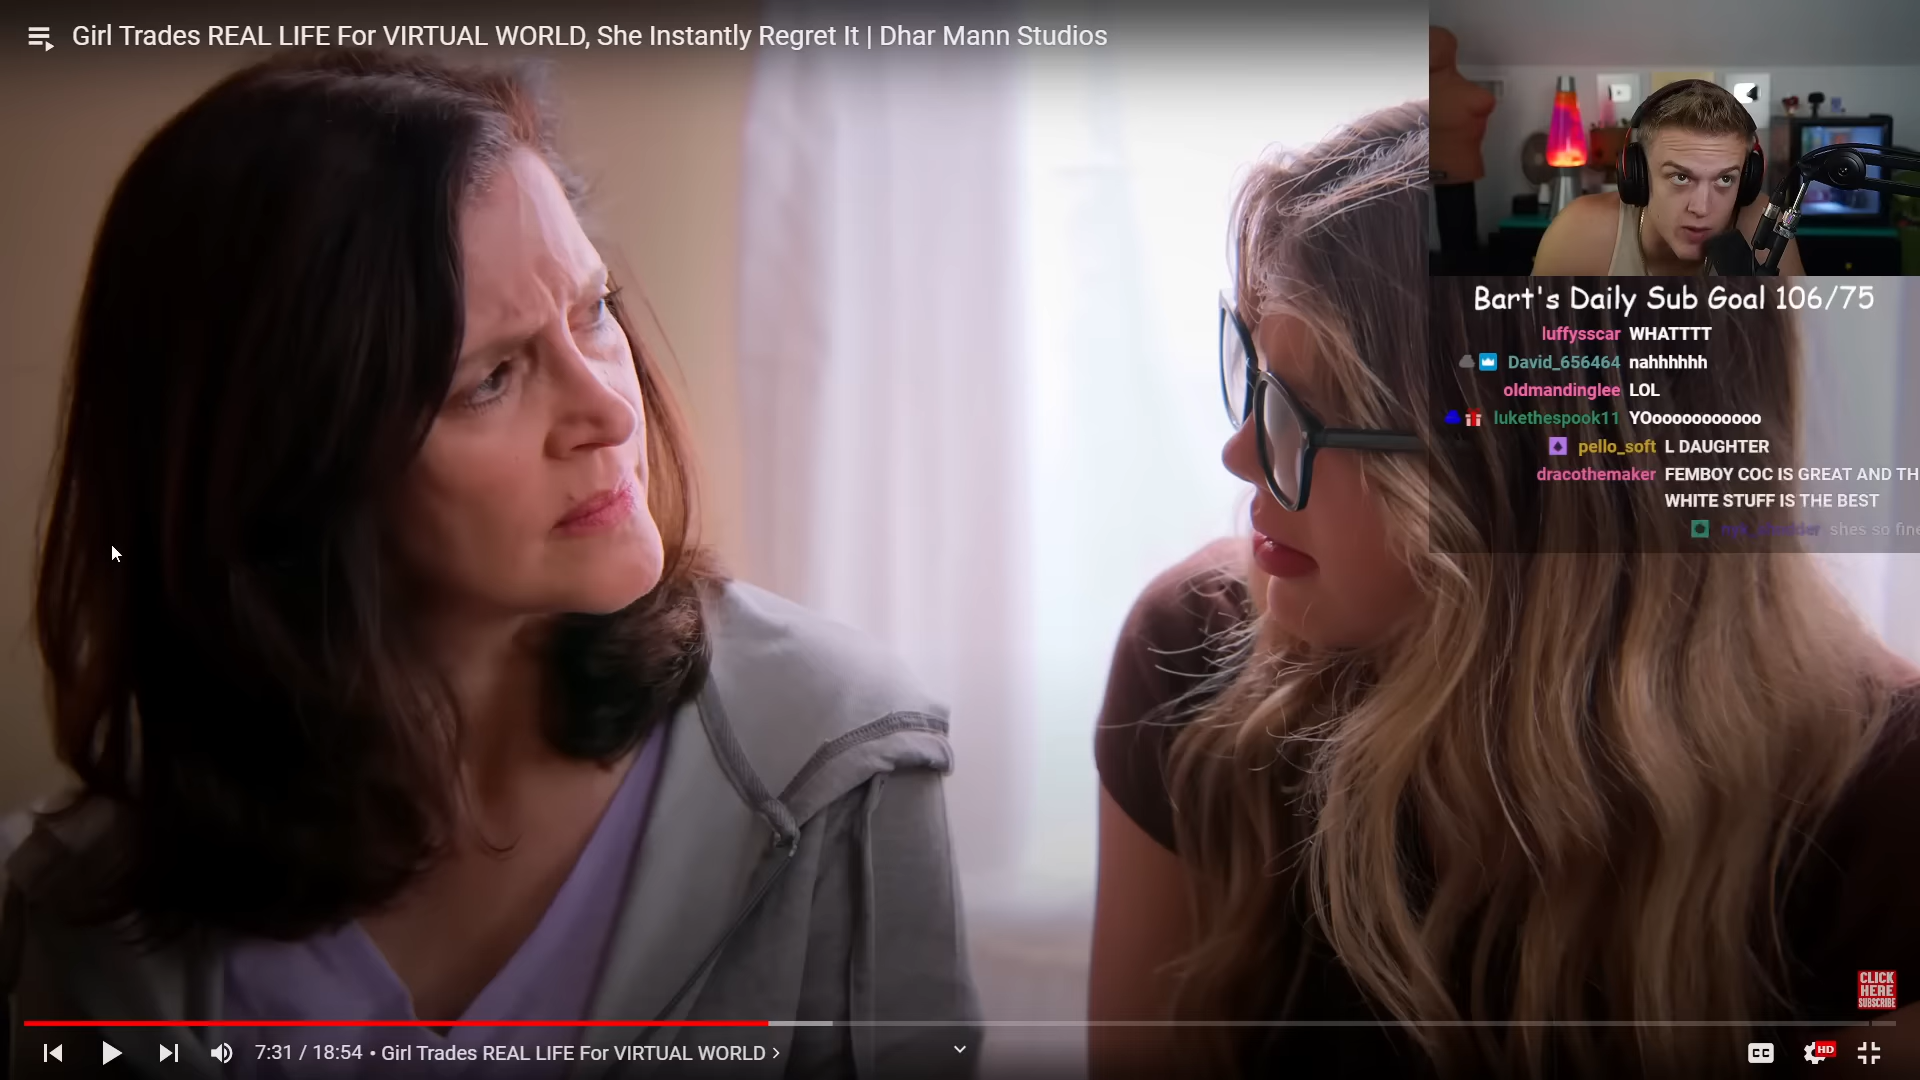 Girl Trades REAL LIFE For VIRTUAL WORLD, She Instantly Regret It | Dhar Mann Studios
Bart's Daily Sub Goal 106/75
luffysscar WHATTTT
David_656464 nahhhhhh
oldmandinglee LOL
lukethespook11 YOooooooooooo
pello_soft L DAUGHTER
dracothemaker FEMBOY COC IS GREAT AND TH
WHITE STUFF IS THE BEST
shes so fine
CLICK
HERE
SUBSCRIBE
7:31 / 18:54 • Girl Trades REAL LIFE For VIRTUAL WORLD >
CC
HD